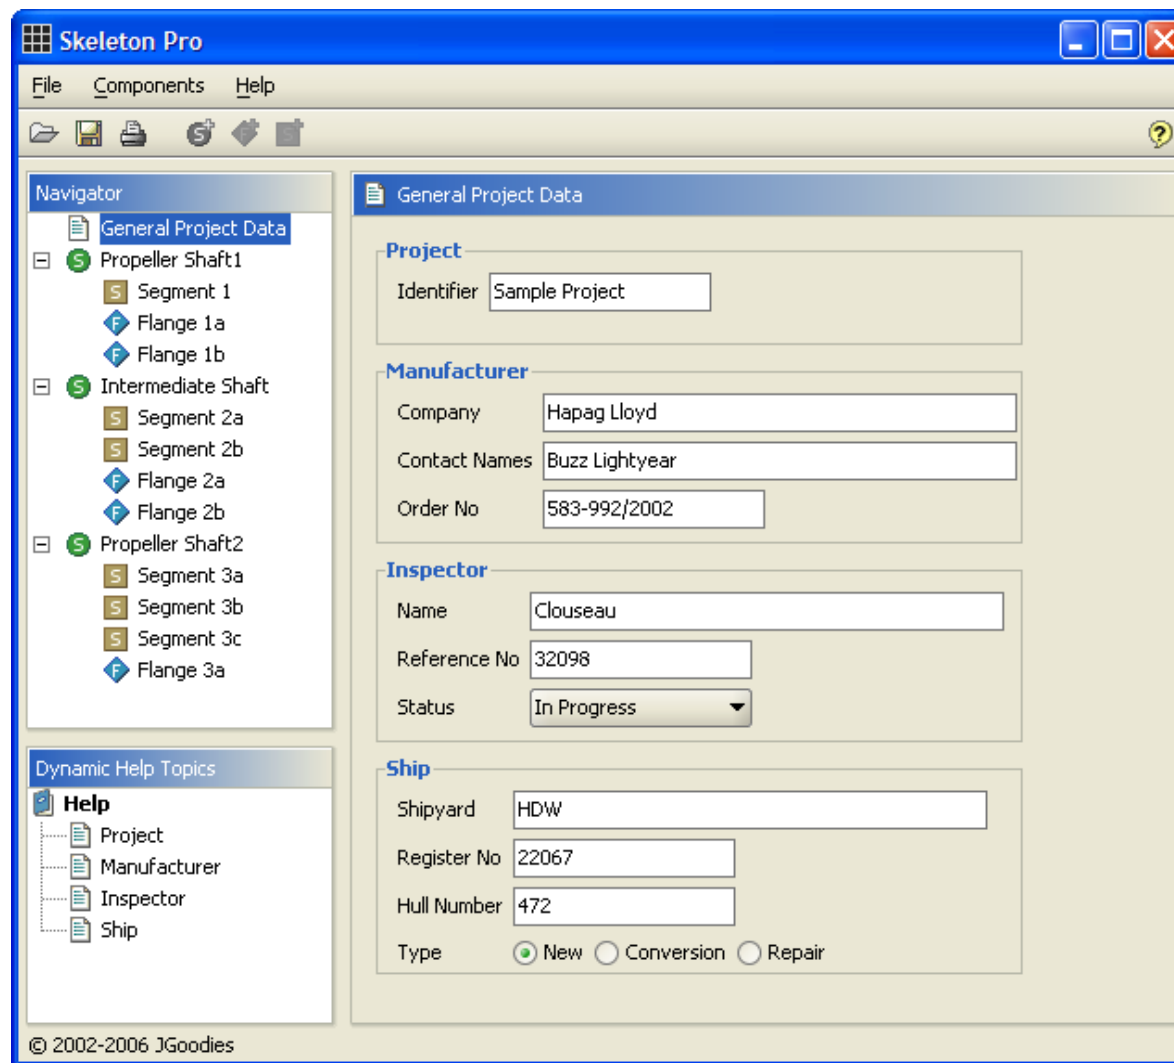 Skeleton Pro
File Components Help
Navigator
General Project Data
Propeller Shaft1
S Segment 1
F Flange 1a
F Flange 1b
S Intermediate Shaft
S Segment 2a
S Segment 2b
F Flange 2a
F Flange 2b
S Propeller Shaft2
S Segment 3a
S Segment 3b
S Segment 3c
F Flange 3a
Dynamic Help Topics
Help
Project
Manufacturer
Inspector
Ship
General Project Data
Project
Identifier Sample Project
Manufacturer
Company Hapag Lloyd
Contact Names Buzz Lightyear
Order No 583-992/2002
Inspector
Name Clouseau
Reference No 32098
Status In Progress
Ship
Shipyard HDW
Register No 22067
Hull Number 472
Type New Conversion Repair
© 2002-2006 JGoodies